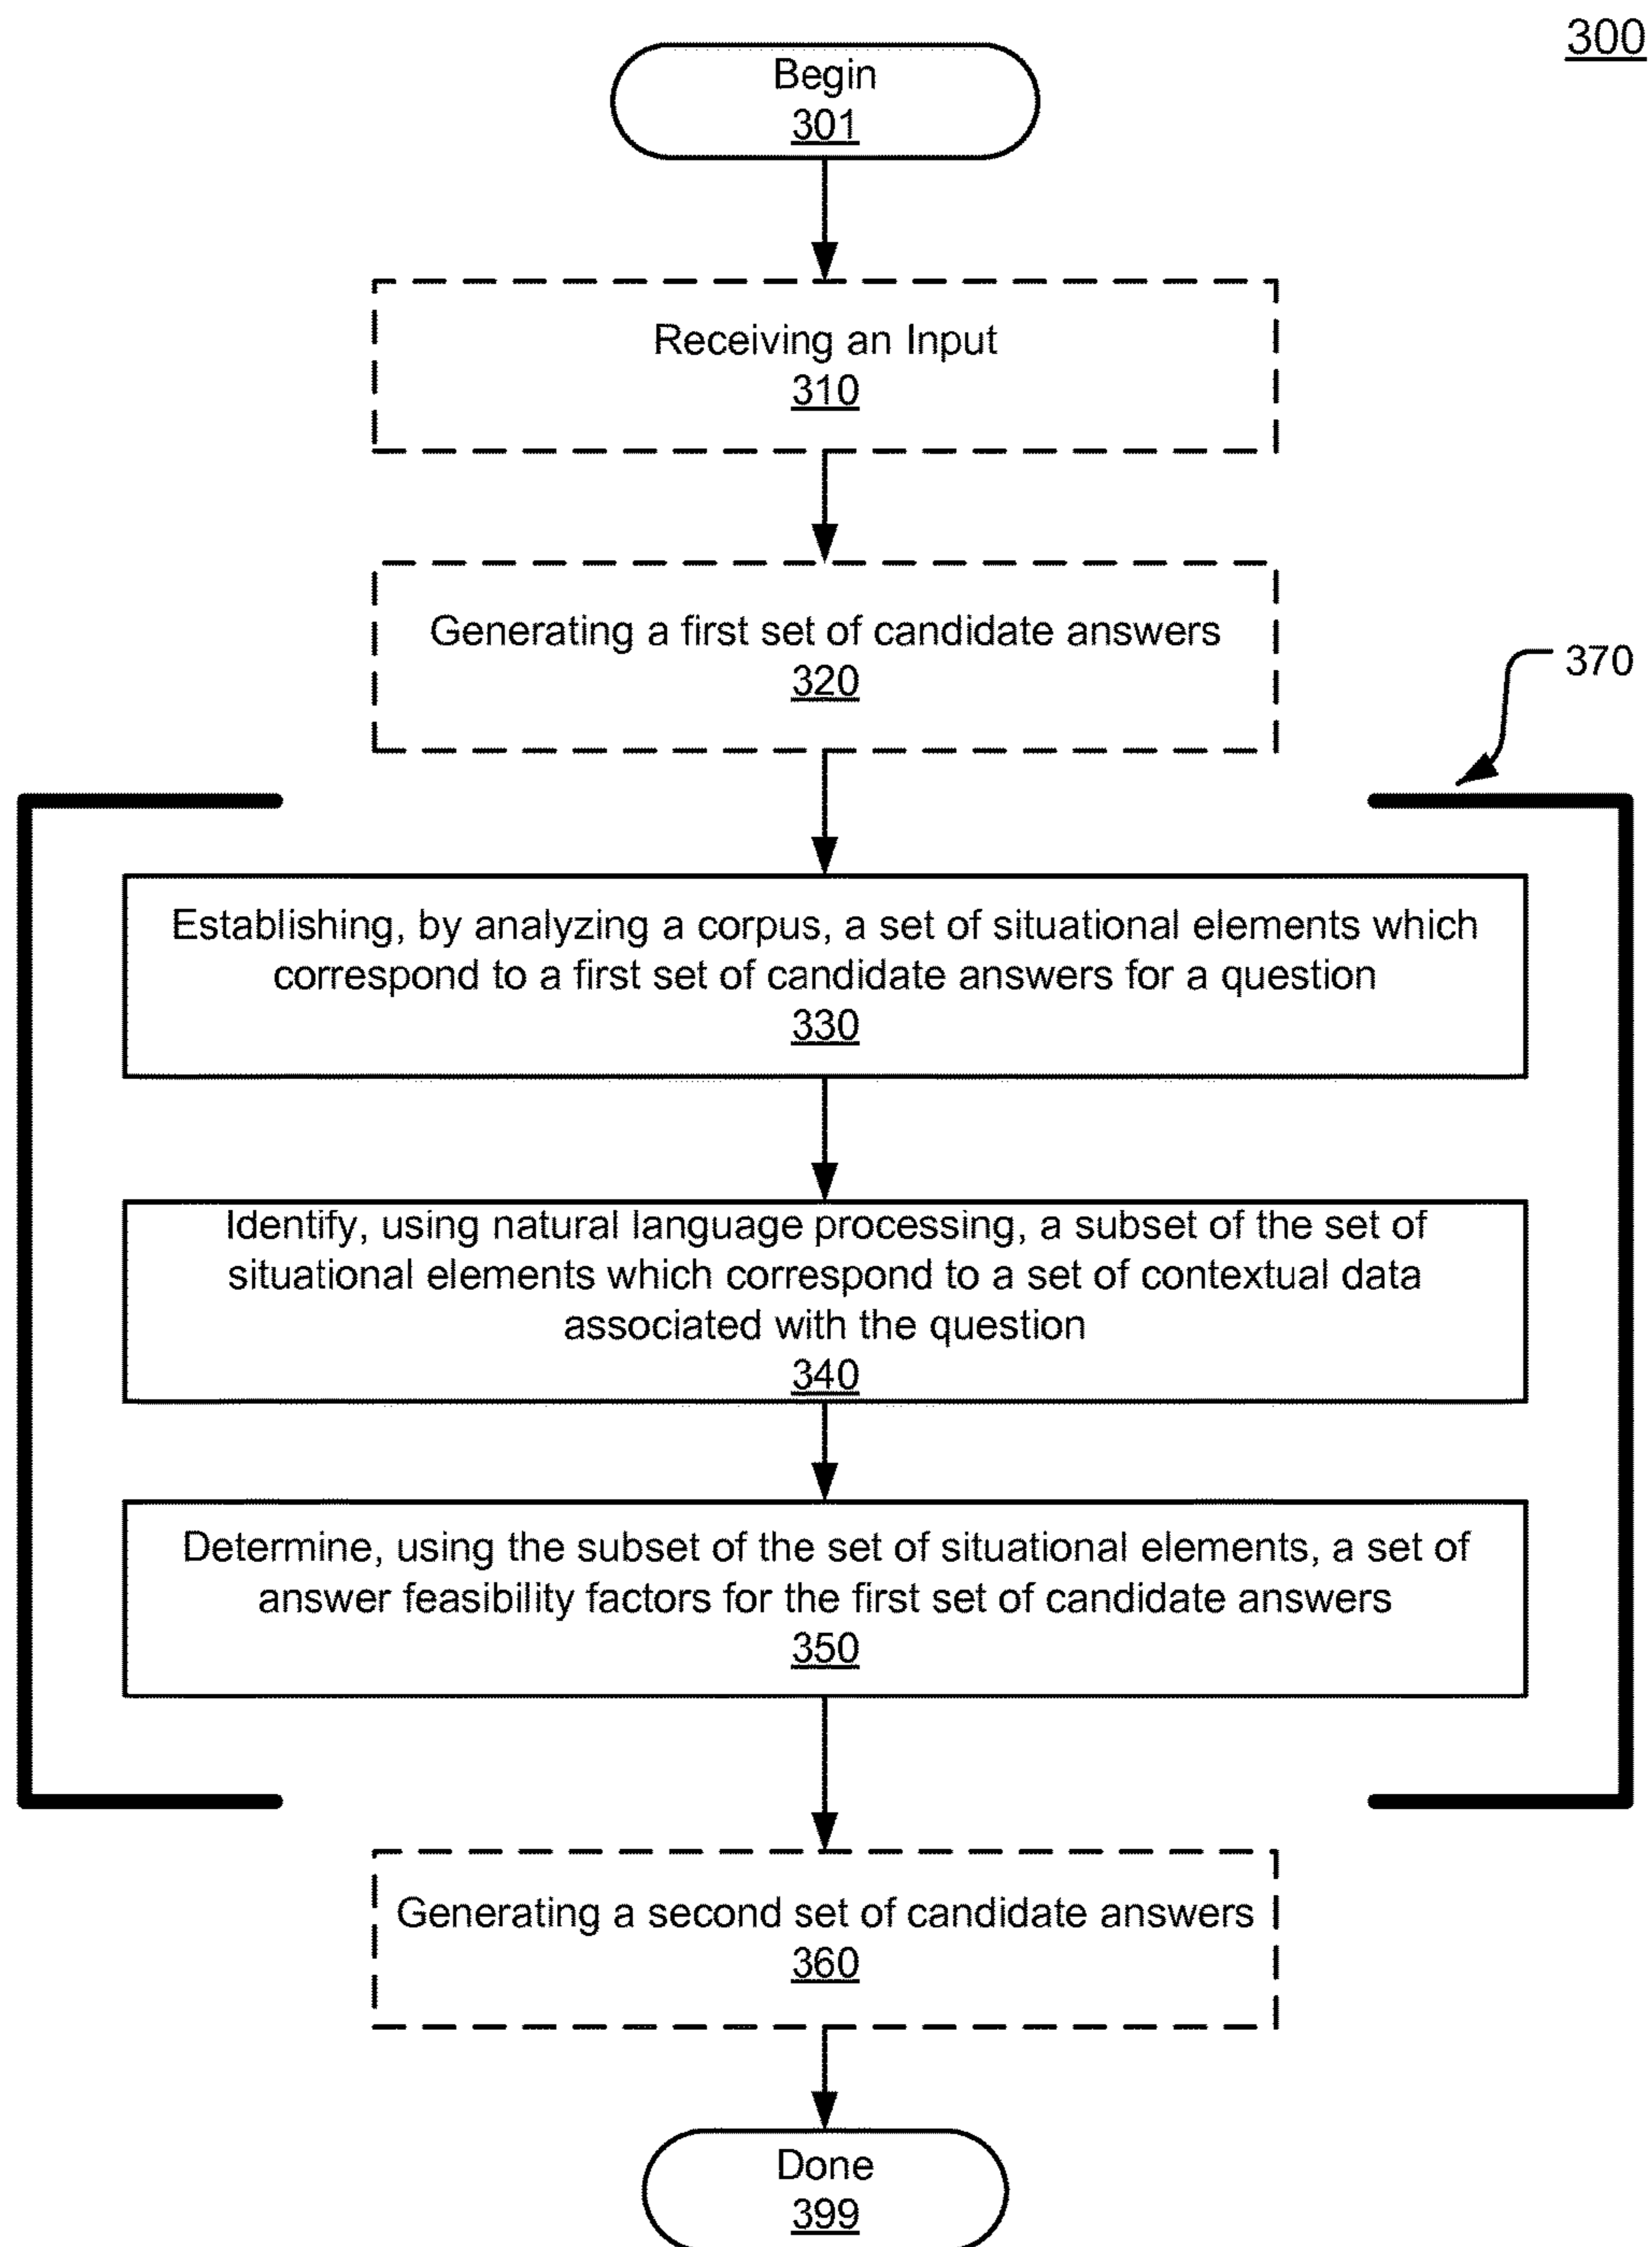 300
Begin
301
Receiving an Input
310
Generating a first set of candidate answers
320
370
Establishing, by analyzing a corpus, a set of situational elements which
correspond to a first set of candidate answers for a question
330
Identify, using natural language processing, a subset of the set of
situational elements which correspond to a set of contextual data
associated with the question
340
Determine, using the subset of the set of situational elements, a set of
answer feasibility factors for the first set of candidate answers
350
Generating a second set of candidate answers
360
Done
399